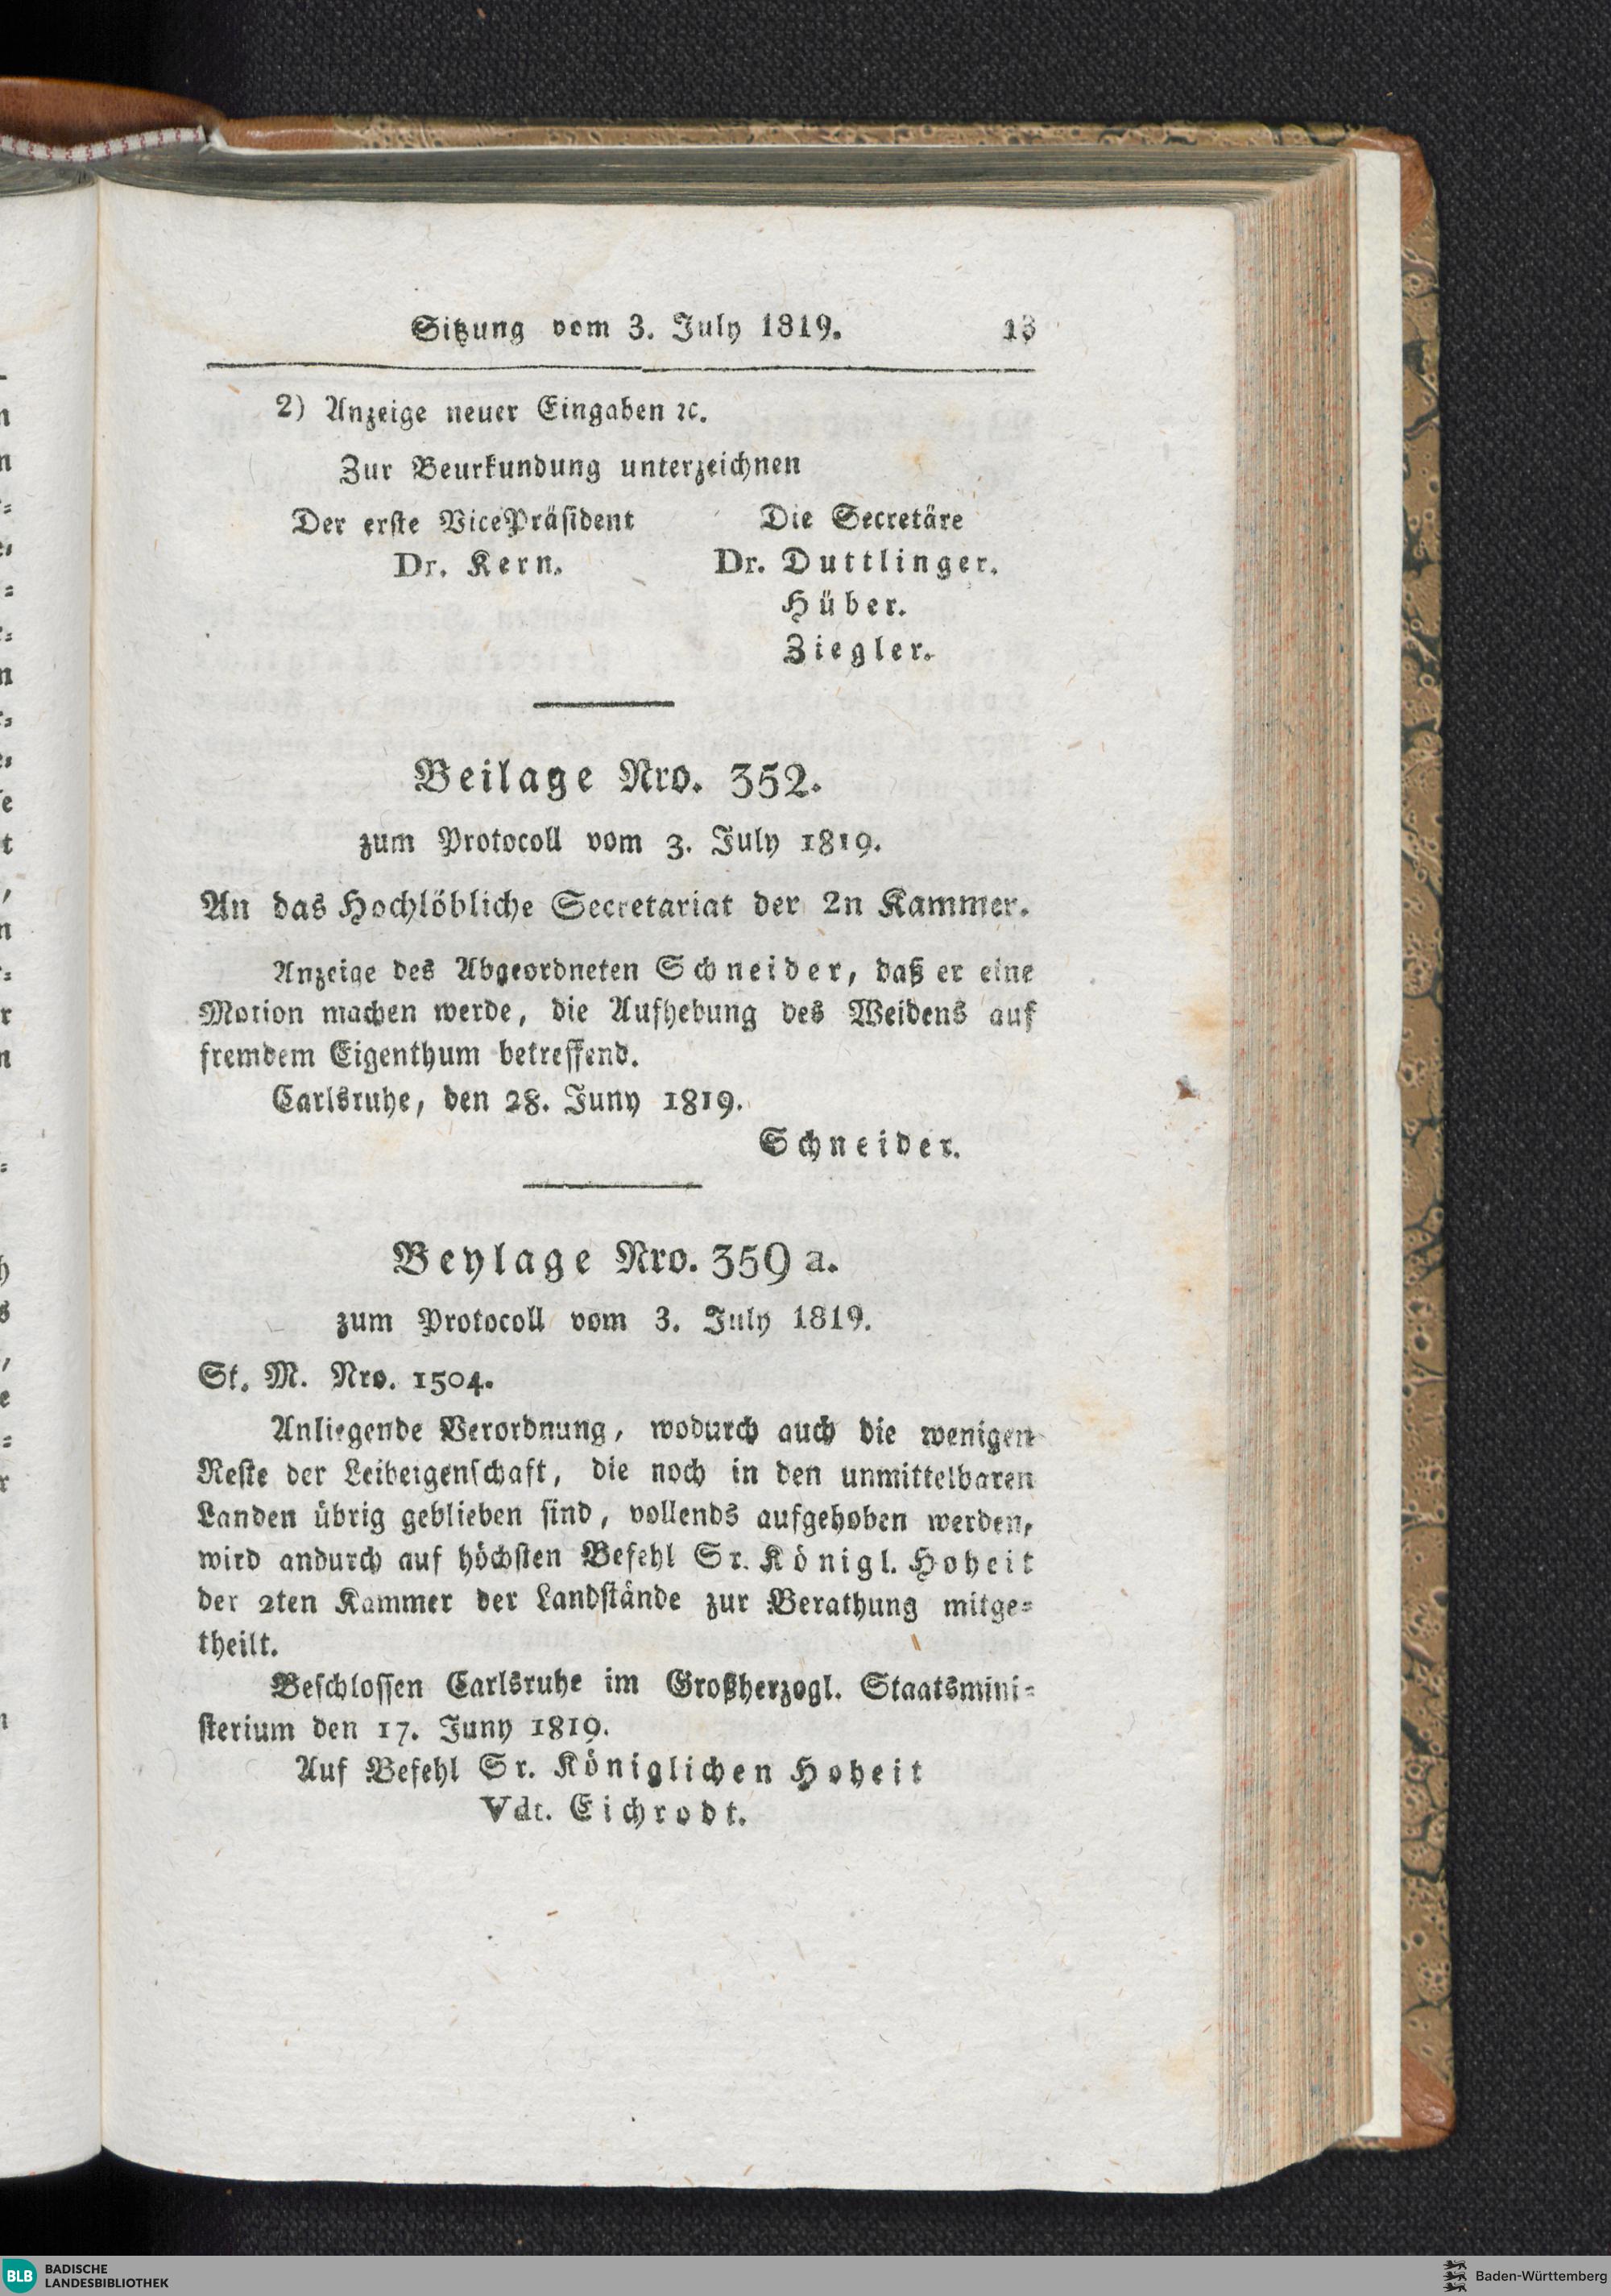 Sitzung vom 3. July 1819. 13
2) Anzeige neuer Eingaben ꝛc.
Zur Beurkundung unterzeichnen
Der erste VicePräsident Die Secretäre
Dr. Kern. Dr. Duttlinger.
Hüber.
Ziegler.
Beilage Nro. 352.
zum Protocoll vom 3. July 1819.
An das Hochlöbliche Secretariat der 2n Kammer.
Anzeige des Abgeordneten Schneider, daß er eine
Motion machen werde, die Aufhebung des Weidens auf
fremdem Eigenthum betreffend.
Carlsruhe, den 28. Juny 1819.
Schneider.
Beylage Nro. 359 a.
zum Protocoll vom 3. July 1819.
St. M. Nro. 1504.
Anliegende Verordnung, wodurch auch die wenigen
Reste der Leibeigenschaft, die noch in den unmittelbaren
Landen übrig geblieben sind, vollends aufgehoben werden,
wird andurch auf höchsten Befehl Sr. Königl. Hoheit
der 2ten Kammer der Landstände zur Berathung mitge-
theilt.
Beschlossen Carlsruhe im Großherzogl. Staatsmini-
sterium den 17. Juny 1819.
Auf Befehl Sr. Königlichen Hoheit
Vdt. Eichrodt.
BLB BADISCHE
LANDESBIBLIOTHEK
Baden-Württemberg